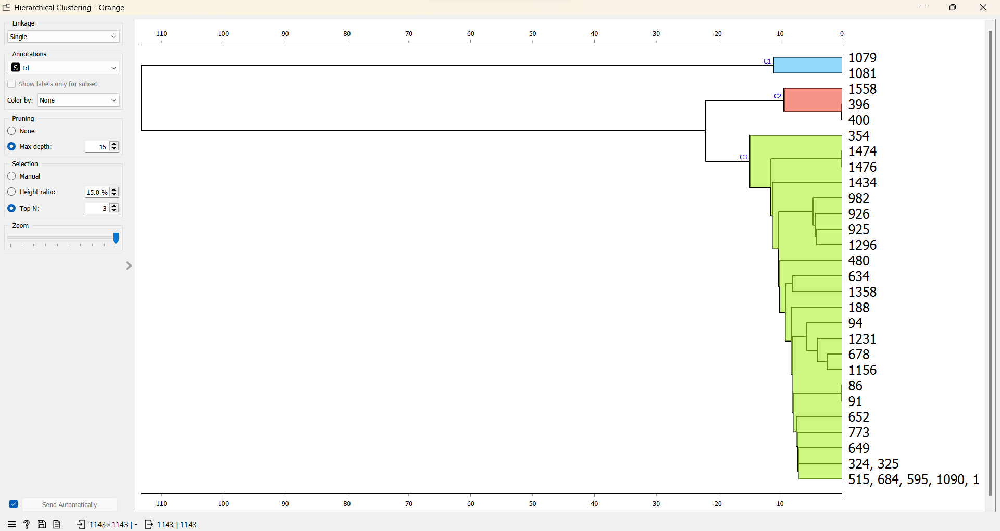 Hierarchical Clustering - Orange
Linkage
Single
Annotations
S Id
Show labels only for subset
Color by: None
Pruning
None
Max depth: 15
Selection
Manual
Height ratio: 15.0 %
Top N: 3
Zoom
Send Automatically
110 100 90 80 70 60 50 40 30 20 10 0
C1
C2
C3
1079
1081
1558
396
400
354
1474
1476
1434
982
926
925
1296
480
634
1358
188
94
1231
678
1156
86
91
652
773
649
324, 325
515, 684, 595, 1090, 1
110 100 90 80 70 60 50 40 30 20 10
1143×1143 | - 1143 | 1143